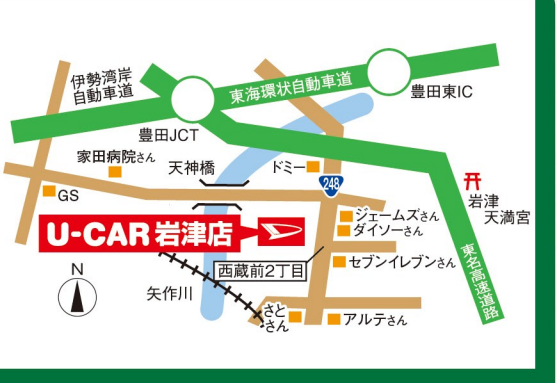 伊勢湾岸
自動車道
東海環状自動車道
豊田東IC
豊田JCT
家田病院さん
天神橋
ドミー
248
GS
岩津
天満宮
ジェームズさん
ダイソーさん
U-CAR 岩津店
西蔵前2丁目
セブンイレブンさん
東名高速道路
N
矢作川
さと
さん
アルテさん